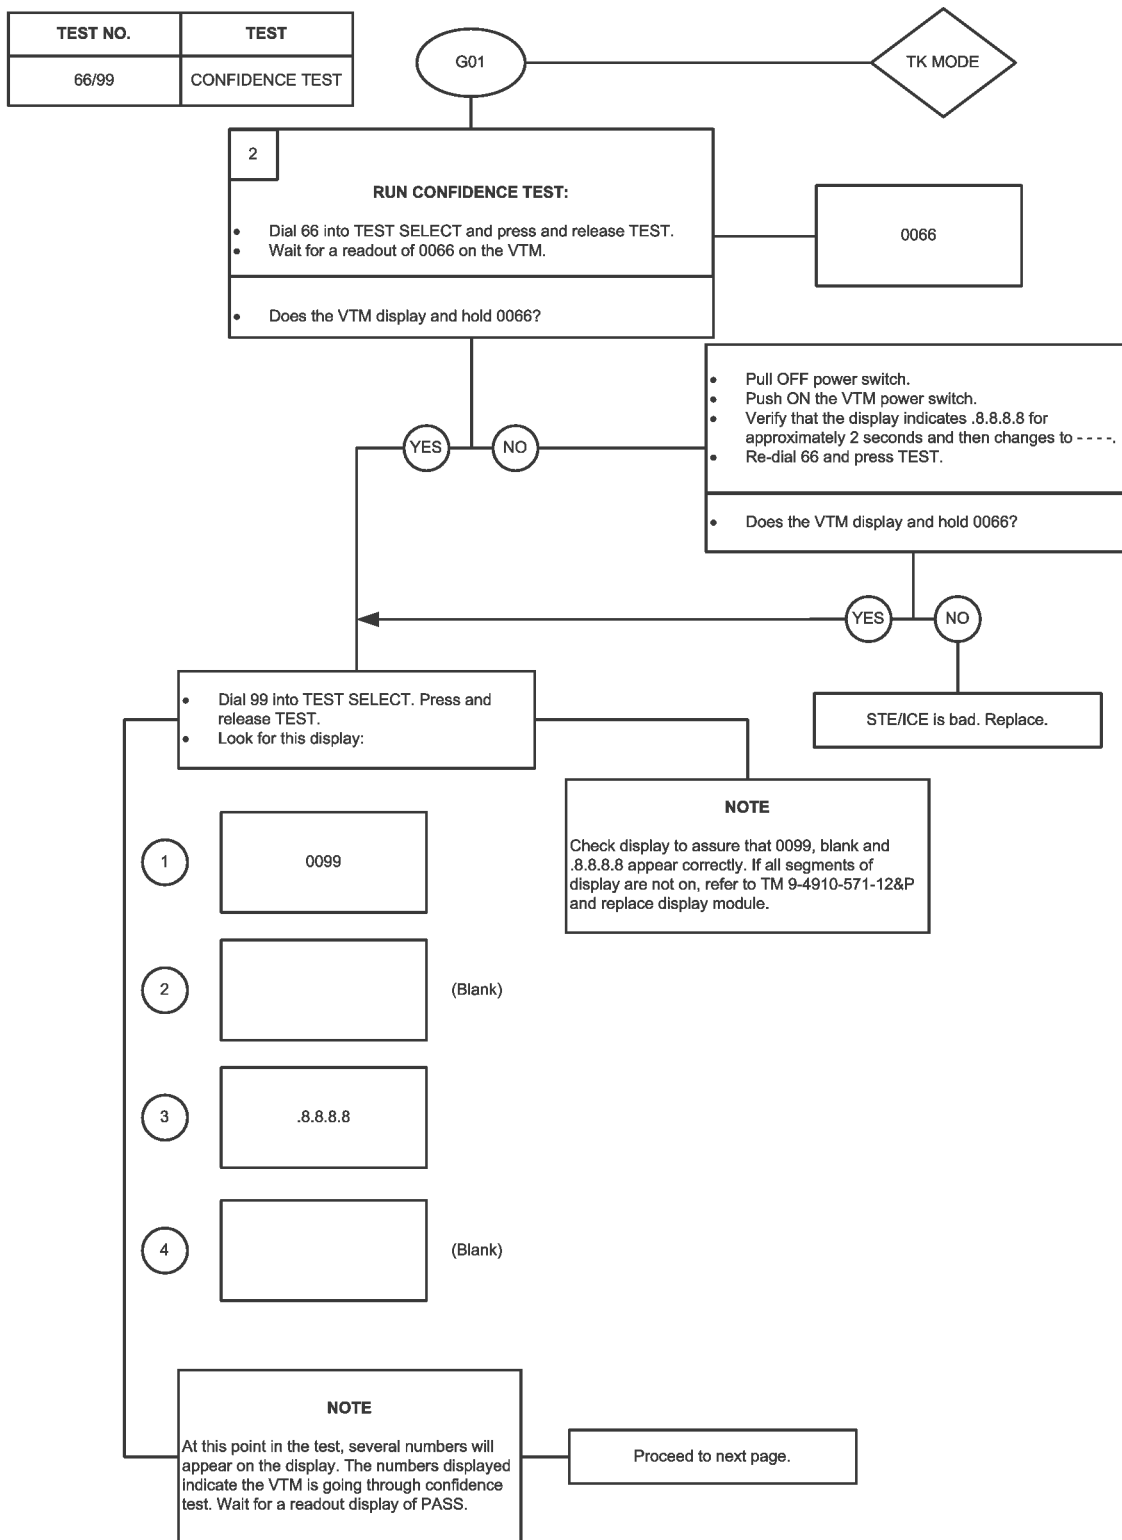 TEST NO. TEST
66/99 CONFIDENCE TEST
G01
TK MODE
2
RUN CONFIDENCE TEST:
• Dial 66 into TEST SELECT and press and release TEST.
• Wait for a readout of 0066 on the VTM.
0066
• Does the VTM display and hold 0066?
• Pull OFF power switch.
• Push ON the VTM power switch.
• Verify that the display indicates .8.8.8.8 for
approximately 2 seconds and then changes to - - - -.
• Re-dial 66 and press TEST.
YES NO
• Does the VTM display and hold 0066?
YES NO
STE/ICE is bad. Replace.
• Dial 99 into TEST SELECT. Press and
release TEST.
• Look for this display:
NOTE
Check display to assure that 0099, blank and
.8.8.8.8 appear correctly. If all segments of
display are not on, refer to TM 9-4910-571-12&P
and replace display module.
1 0099
2 (Blank)
3 .8.8.8.8
4 (Blank)
NOTE
At this point in the test, several numbers will
appear on the display. The numbers displayed
indicate the VTM is going through confidence
test. Wait for a readout display of PASS.
Proceed to next page.